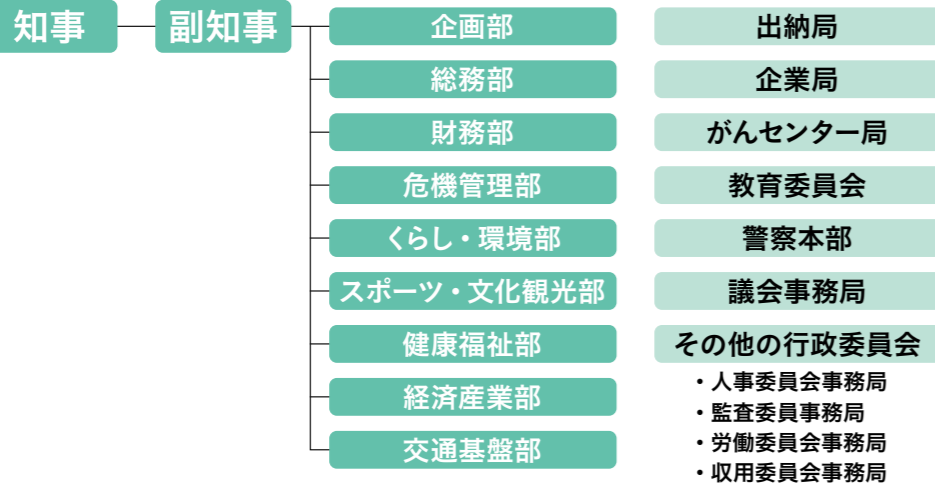 知事
副知事
企画部
総務部
財務部
危機管理部
くらし・環境部
スポーツ・文化観光部
健康福祉部
経済産業部
交通基盤部
出納局
企業局
がんセンター局
教育委員会
警察本部
議会事務局
その他の行政委員会
・人事委員会事務局
・監査委員事務局
・労働委員会事務局
・収用委員会事務局